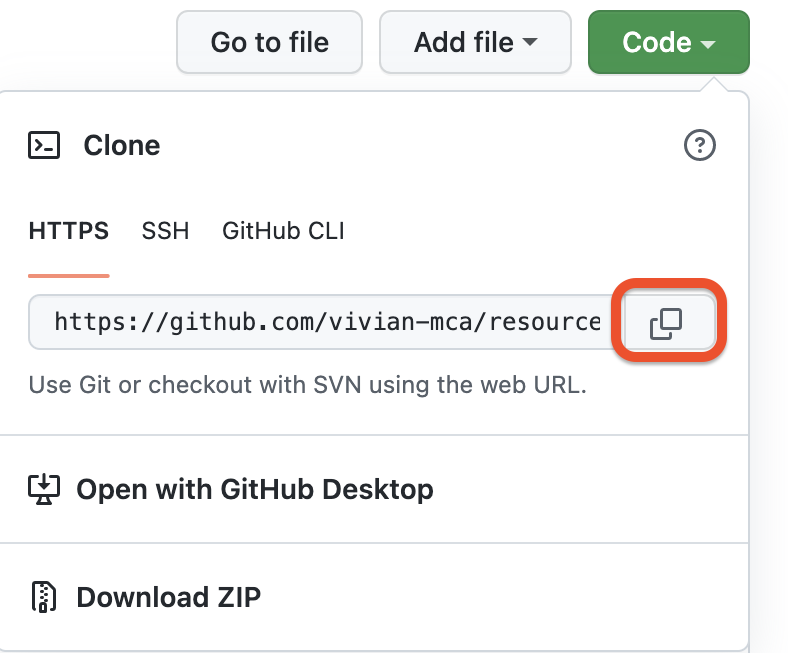 Go to file Add file Code
Clone
HTTPS SSH GitHub CLI
https://github.com/vivian-mca/resource
Use Git or checkout with SVN using the web URL.
Open with GitHub Desktop
Download ZIP